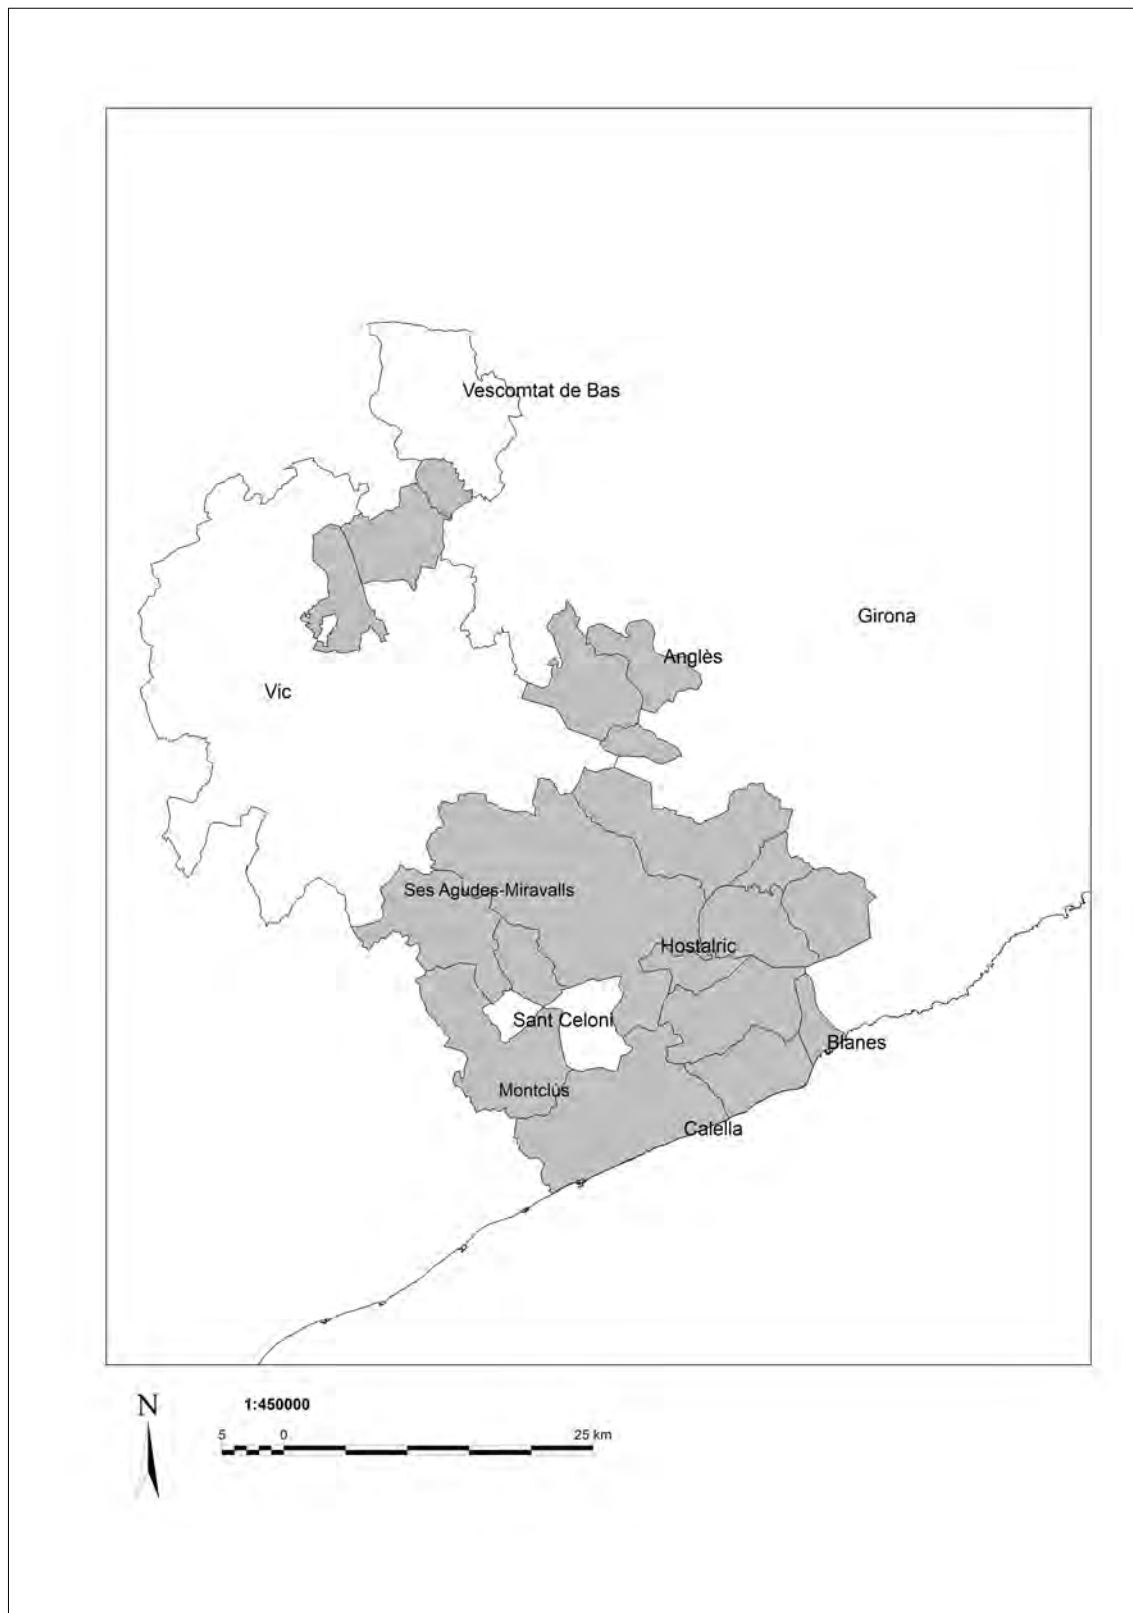 Vescomtat de Bas
Girona
Anglès
Vic
Ses Agudes-Miravalls
Hostalric
Sant Celoni
Blanes
Montclús
Calella
N
1:450000
5 0 25 km